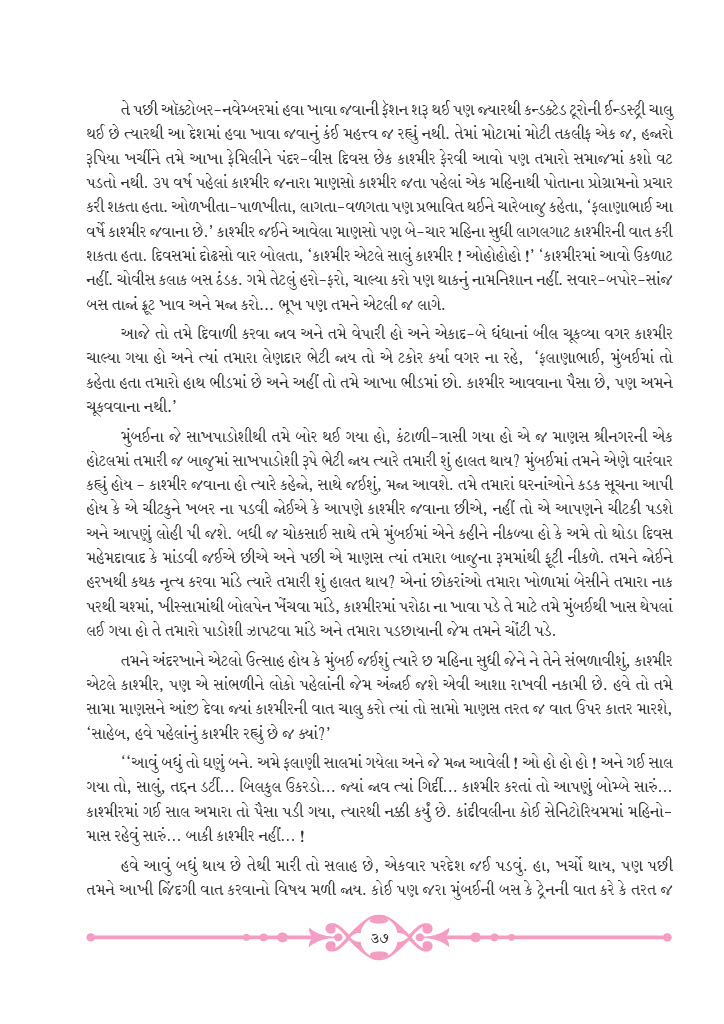 તે પછી ઑક્ટોબર-નવેમ્બરમાં હવા ખાવા જવાની ફૅશન શરૂ થઈ પણ જ્યારથી કન્ડક્ટેડ ટૂરોની ઈન્ડસ્ટ્રી ચાલુ
થઈ છે ત્યારથી આ દેશમાં હવા ખાવા જવાનું કંઈ મહત્ત્વ જ રહ્યું નથી. તેમાં મોટામાં મોટી તકલીફ એક જ, હજારો
રૂપિયા ખર્ચીને તમે આખા ફેમિલીને પંદર-વીસ દિવસ છેક કાશ્મીર ફેરવી આવો પણ તમારો સમાજમાં કશો વટ
પડતો નથી. ૩૫ વર્ષ પહેલાં કાશ્મીર જનારા માણસો કાશ્મીર જતા પહેલાં એક મહિનાથી પોતાના પ્રોગ્રામનો પ્રચાર
કરી શકતા હતા. ઓળખીતા-પાળખીતા, લાગતા-વળગતા પણ પ્રભાવિત થઈને ચારેબાજુ કહેતા, ‘ફલાણાભાઈ આ
વર્ષે કાશ્મીર જવાના છે.’ કાશ્મીર જઈને આવેલા માણસો પણ બે-ચાર મહિના સુધી લાગલગાટ કાશ્મીરની વાત કરી
શકતા હતા. દિવસમાં દોઢસો વાર બોલતા, ‘કાશ્મીર એટલે સાલું કાશ્મીર ! ઓહોહોહો !’ ‘કાશ્મીરમાં આવો ઉકળાટ
નહીં. ચોવીસ કલાક બસ ઠંડક. ગમે તેટલું હરો-ફરો, ચાલ્યા કરો પણ થાકનું નામનિશાન નહીં. સવાર-બપોર-સાંજ
બસ તાજાં ફ્રૂટ ખાવ અને મજા કરો... ભૂખ પણ તમને એટલી જ લાગે.
આજે તો તમે દિવાળી કરવા જાવ અને તમે વેપારી હો અને એકાદ-બે ધંધાનાં બીલ ચૂકવ્યા વગર કાશ્મીર
ચાલ્યા ગયા હો અને ત્યાં તમારા લેણદાર ભેટી જાય તો એ ટકોર કર્યા વગર ના રહે, ‘ફલાણાભાઈ, મુંબઈમાં તો
કહેતા હતા તમારો હાથ ભીડમાં છે અને અહીં તો તમે આખા ભીડમાં છો. કાશ્મીર આવવાના પૈસા છે, પણ અમને
ચૂકવવાના નથી.’
મુંબઈના જે સાખપાડોશીથી તમે બોર થઈ ગયા હો, કંટાળી-ત્રાસી ગયા હો એ જ માણસ શ્રીનગરની એક
હોટલમાં તમારી જ બાજુમાં સાખપાડોશી રૂપે ભેટી જાય ત્યારે તમારી શું હાલત થાય? મુંબઈમાં તમને એણે વારંવાર
કહ્યું હોય - કાશ્મીર જવાના હો ત્યારે કહેજો, સાથે જઈશું, મજા આવશે. તમે તમારાં ઘરનાંઓને કડક સૂચના આપી
હોય કે એ ચીટકુને ખબર ના પડવી જોઈએ કે આપણે કાશ્મીર જવાના છીએ, નહીં તો એ આપણને ચીટકી પડશે
અને આપણું લોહી પી જશે. બધી જ ચોકસાઈ સાથે તમે મુંબઈમાં એને કહીને નીકળ્યા હો કે અમે તો થોડા દિવસ
મહેમદાવાદ કે માંડવી જઈએ છીએ અને પછી એ માણસ ત્યાં તમારા બાજુના રૂમમાંથી ફૂટી નીકળે. તમને જોઈને
હરખથી કથક નૃત્ય કરવા માંડે ત્યારે તમારી શું હાલત થાય? એનાં છોકરાંઓ તમારા ખોળામાં બેસીને તમારા નાક
પરથી ચશ્માં, ખીસ્સામાંથી બોલપેન ખેંચવા માંડે, કાશ્મીરમાં પરોઠા ના ખાવા પડે તે માટે તમે મુંબઈથી ખાસ થેપલાં
લઈ ગયા હો તે તમારો પાડોશી ઝાપટવા માંડે અને તમારા પડછાયાની જેમ તમને ચોંટી પડે.
તમને અંદરખાને એટલો ઉત્સાહ હોય કે મુંબઈ જઈશું ત્યારે છ મહિના સુધી જેને ને તેને સંભળાવીશું, કાશ્મીર
એટલે કાશ્મીર, પણ એ સાંભળીને લોકો પહેલાંની જેમ અંજાઈ જશે એવી આશા રાખવી નકામી છે. હવે તો તમે
સામા માણસને આંજી દેવા જ્યાં કાશ્મીરની વાત ચાલુ કરો ત્યાં તો સામો માણસ તરત જ વાત ઉપર કાતર મારશે,
‘સાહેબ, હવે પહેલાંનું કાશ્મીર રહ્યું છે જ ક્યાં?’
‘‘આવું બધું તો ઘણું બને. અમે ફલાણી સાલમાં ગયેલા અને જે મજા આવેલી ! ઓ હો હો હો ! અને ગઈ સાલ
ગયા તો, સાલું, તદ્દન ડર્ટી... બિલકુલ ઉકરડો... જ્યાં જાવ ત્યાં ગિર્દી... કાશ્મીર કરતાં તો આપણું બોમ્બે સારું...
કાશ્મીરમાં ગઈ સાલ અમારા તો પૈસા પડી ગયા, ત્યારથી નક્કી કર્યું છે. કાંદીવલીના કોઈ સેનિટોરિયમમાં મહિનો-
માસ રહેવું સારું... બાકી કાશ્મીર નહીં... !
હવે આવું બધું થાય છે તેથી મારી તો સલાહ છે, એકવાર પરદેશ જઈ પડવું. હા, ખર્ચો થાય, પણ પછી
તમને આખી જિંદગી વાત કરવાનો વિષય મળી જાય. કોઈ પણ જરા મુંબઈની બસ કે ટ્રેનની વાત કરે કે તરત જ
૩૭